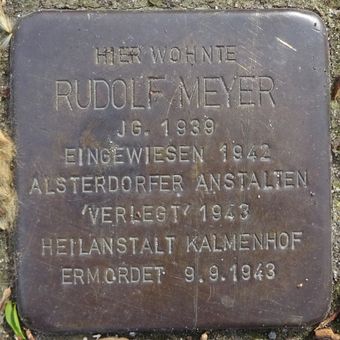 HIER WOHNTE
RUDOLF MEYER
JG. 1939
EINGEWIESEN 1942
ALSTERDORFER ANSTALTEN
'VERLEGT' 1943
HEILANSTALT KALMENHOF
ERMORDET 9.9.1943